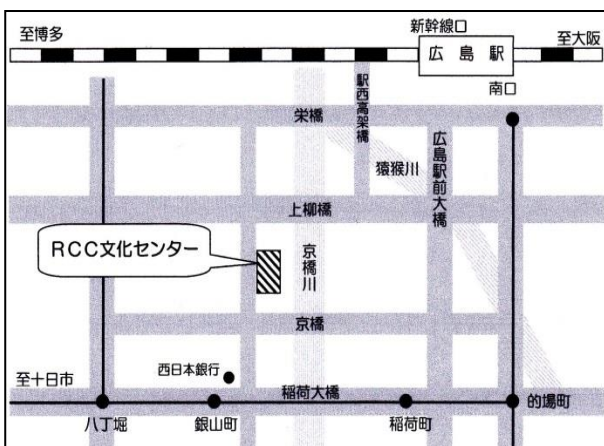 至博多
新幹線口
広島駅
至大阪
南口
駅西高架橋
栄橋
猿猴川
広島駅前大橋
上柳橋
RCC文化センター
京橋川
京橋
至十日市
西日本銀行
稲荷大橋
八丁堀
銀山町
稲荷町
的場町